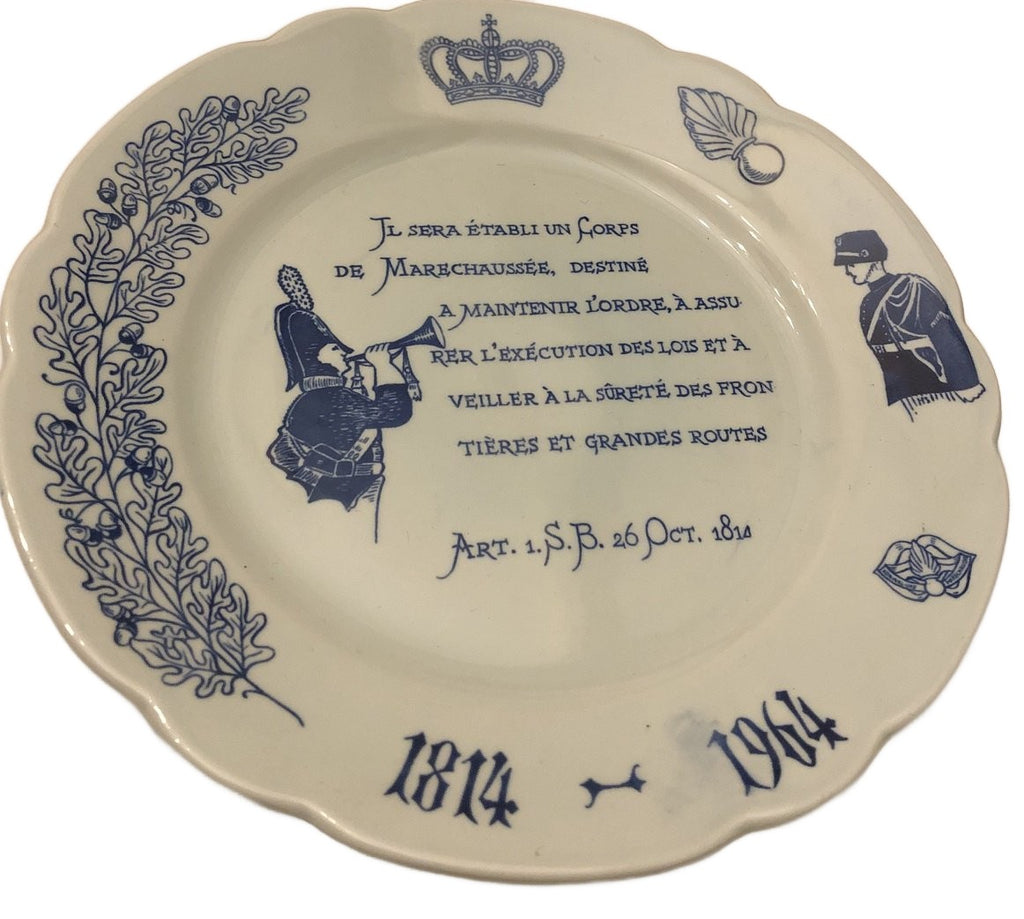 Il sera établi un Corps
de Marechaussée, destiné
a maintenir l'ordre, à assu
rer l'exécution des lois et à
veiller à la sûreté des fron
tières et grandes routes
Art. 1. S. B. 26 Oct. 1814
1814 - 1964